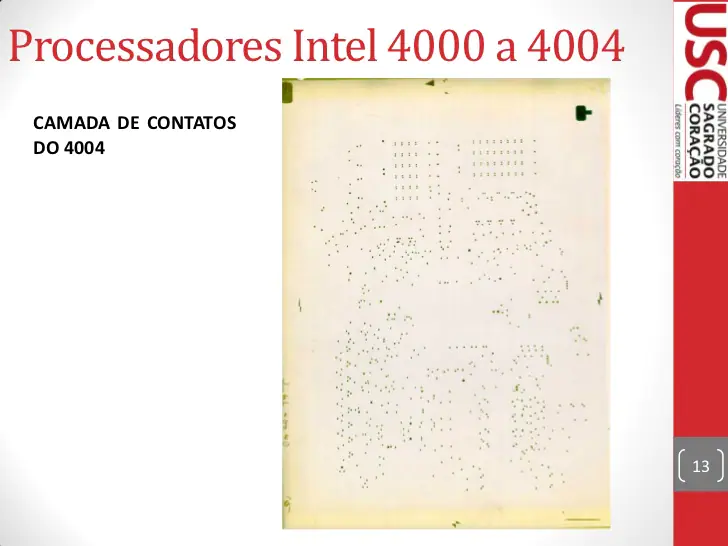 Processadores Intel 4000 a 4004
CAMADA DE CONTATOS
DO 4004
USC
UNIVERSIDADE
SAGRADO
CORAÇÃO
Líderes com coração
13